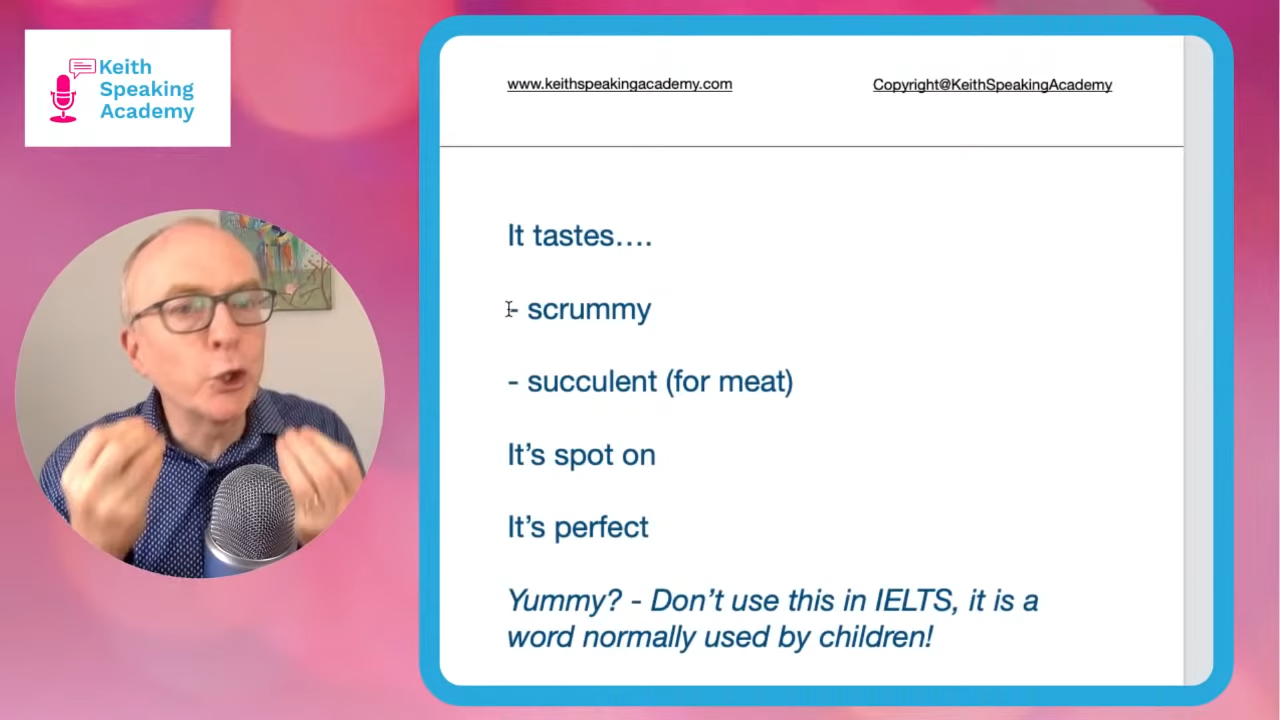 Keith
Speaking
Academy
www.keithspeakingacademy.com
Copyright@KeithSpeakingAcademy
It tastes....
- scrummy
- succulent (for meat)
It's spot on
It's perfect
Yummy? - Don't use this in IELTS, it is a
word normally used by children!